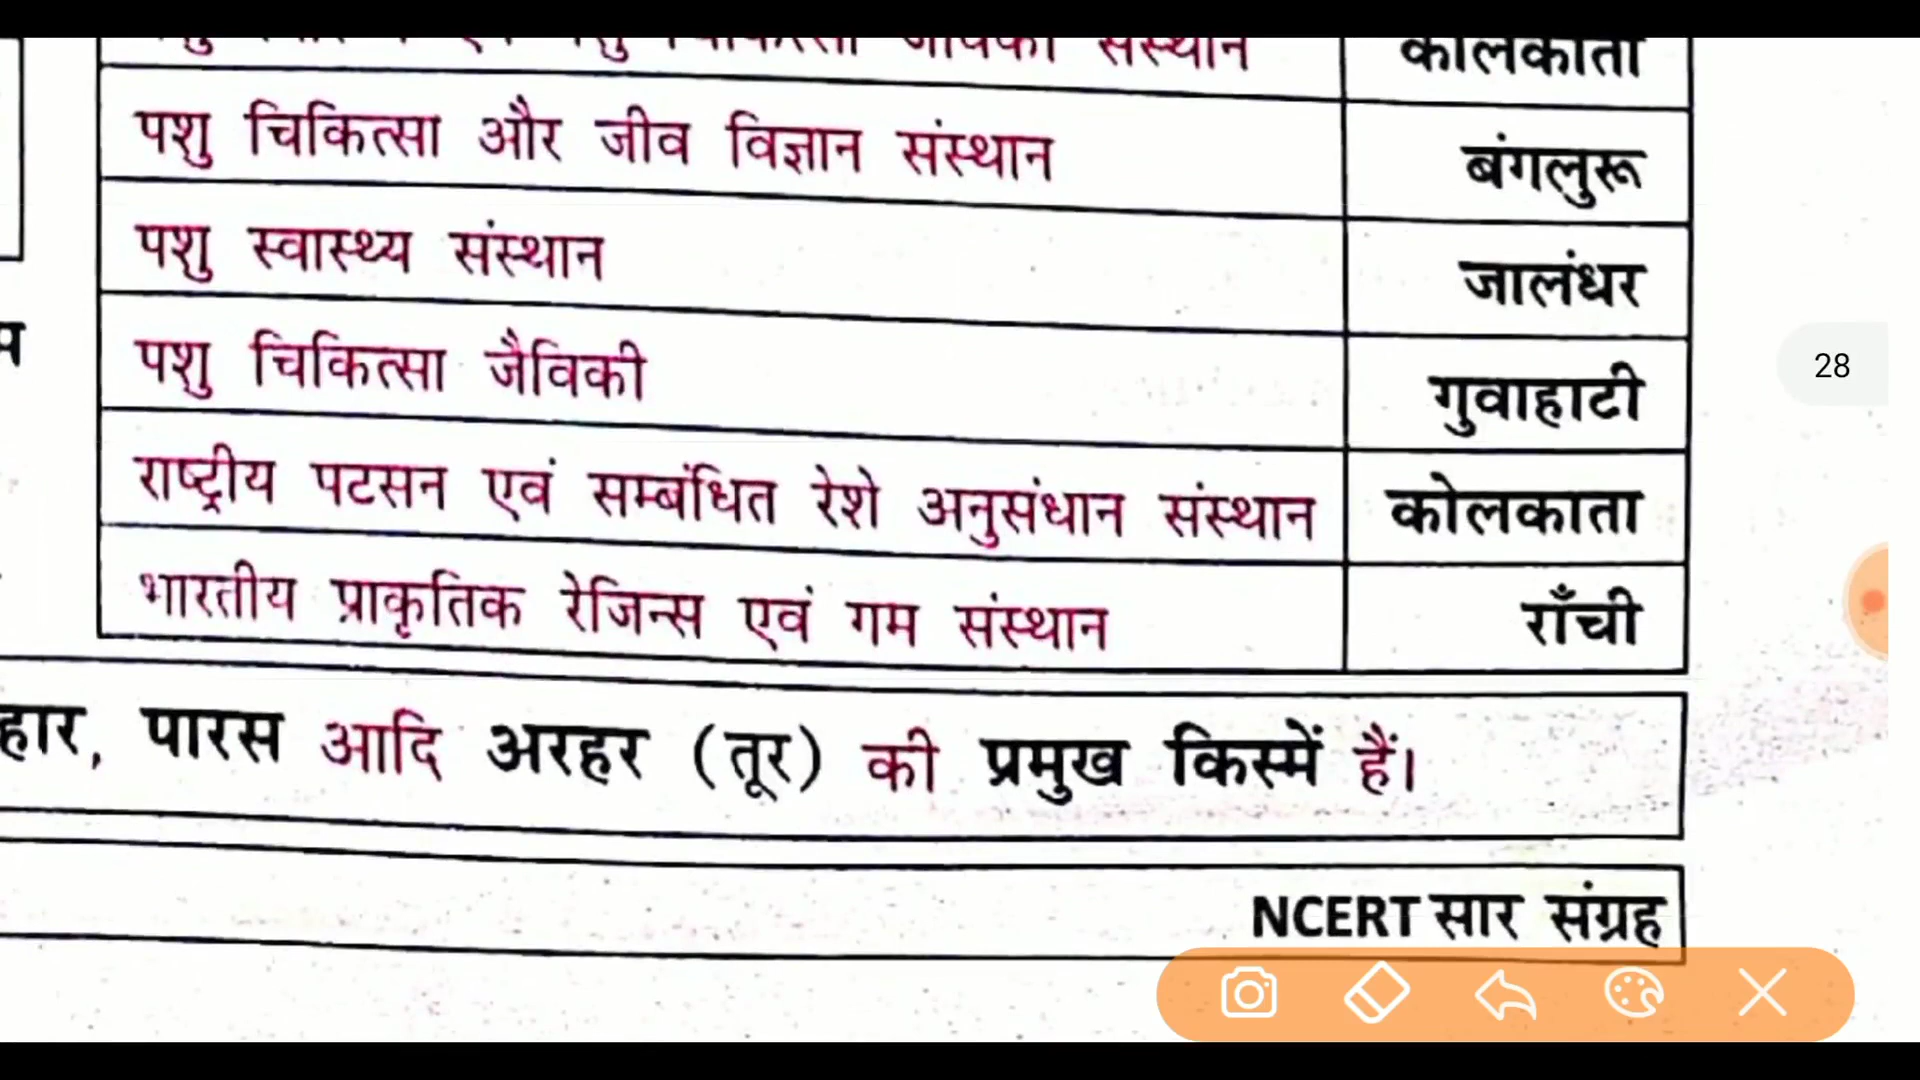 संस्थान कोलकाता
पशु चिकित्सा और जीव विज्ञान संस्थान बंगलुरू
पशु स्वास्थ्य संस्थान जालंधर
पशु चिकित्सा जैविकी गुवाहाटी
28
राष्ट्रीय पटसन एवं सम्बंधित रेशे अनुसंधान संस्थान कोलकाता
भारतीय प्राकृतिक रेजिन्स एवं गम संस्थान राँची
हार, पारस आदि अरहर (तूर) की प्रमुख किस्में हैं।
NCERT सार संग्रह